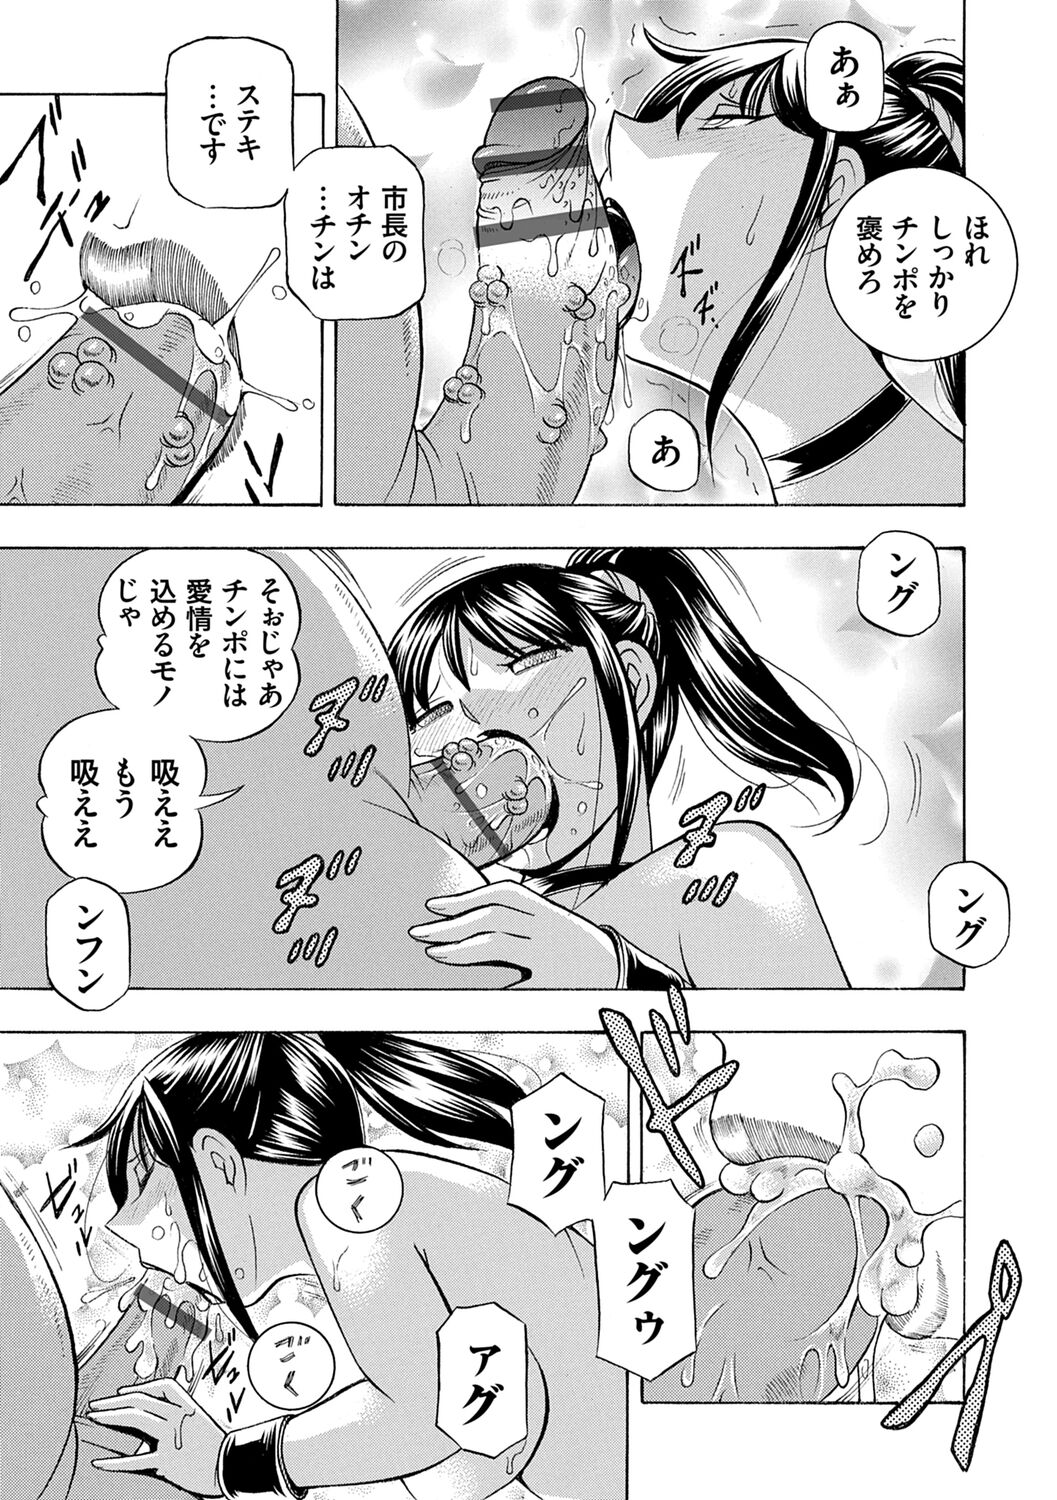 あぁ
ほれ
しっかり
チンポを
褒めろ
あ
市長の
オチン
…チンは
ステキ
…です
ング
そおじゃあ
チンポには
愛情を
込めるモノ
じゃ
吸ええ
もう
吸ええ
ング
ンフン
ング
ングゥ
ごく
ごく
アグ